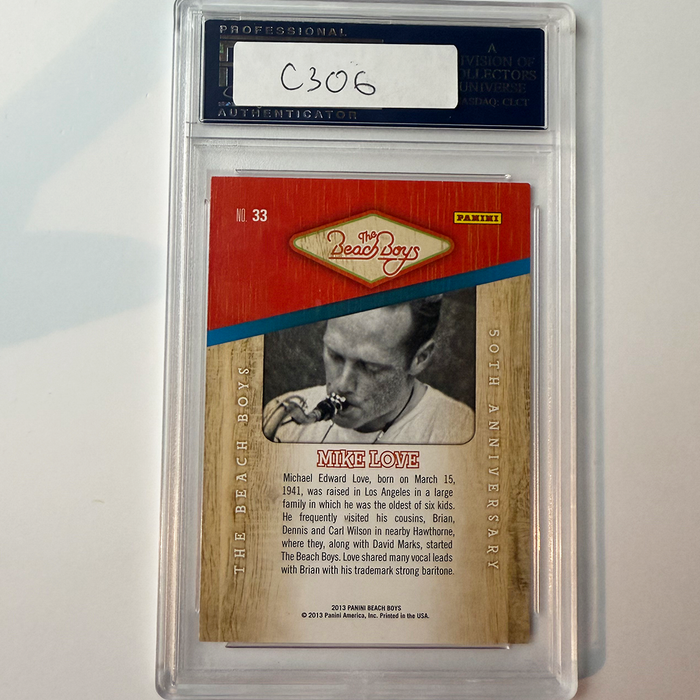 PROFESSIONAL
C306
AUTHENTICATOR
A
DIVISION OF
COLLECTORS
UNIVERSE
NASDAQ: CLCT
NO. 33
The
Beach Boys
PANINI
THE BEACH BOYS
50TH ANNIVERSARY
MIKE LOVE
Michael Edward Love, born on March 15,
1941, was raised in Los Angeles in a large
family in which he was the oldest of six kids.
He frequently visited his cousins, Brian,
Dennis and Carl Wilson in nearby Hawthorne,
where they, along with David Marks, started
The Beach Boys. Love shared many vocal leads
with Brian with his trademark strong baritone.
2013 PANINI BEACH BOYS
© 2013 Panini America, Inc. Printed in the USA.